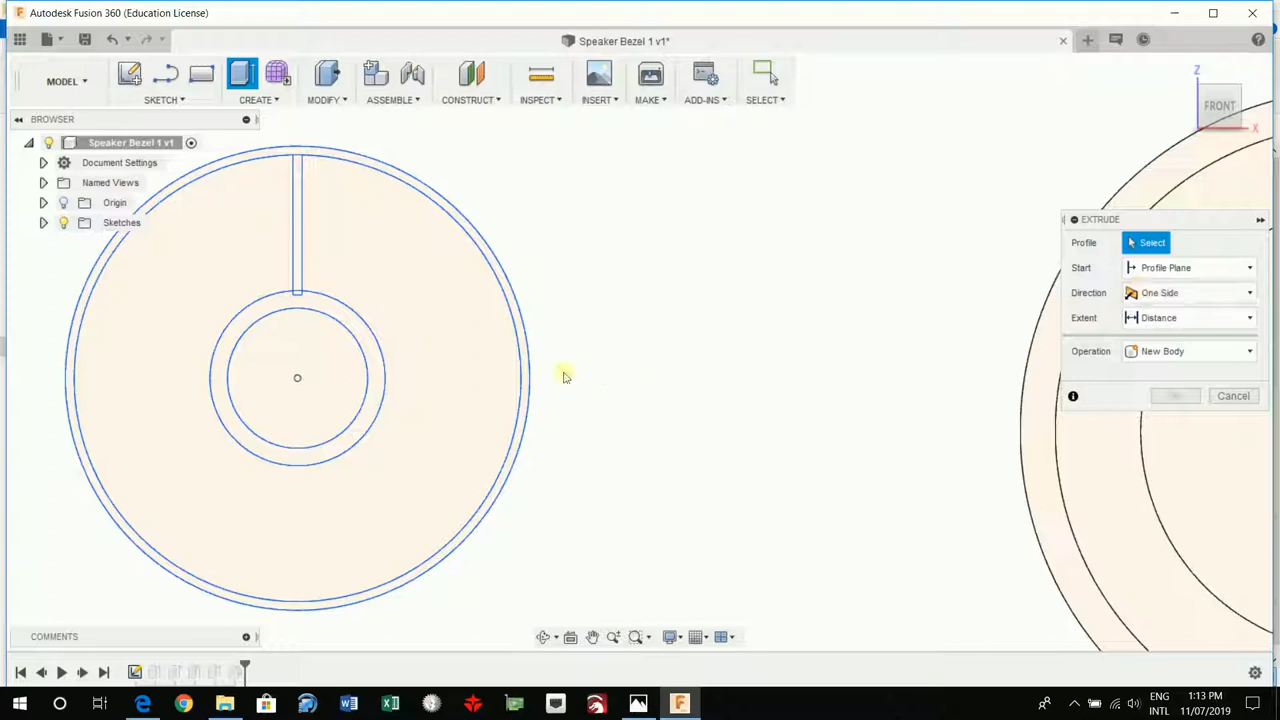 Autodesk Fusion 360 (Education License)
Speaker Bezel 1 v1*
MODEL
SKETCH
CREATE
MODIFY
ASSEMBLE
CONSTRUCT
INSPECT
INSERT
MAKE
ADD-INS
SELECT
BROWSER
Speaker Bezel 1 v1
Document Settings
Named Views
Origin
Sketches
Z
FRONT
X
EXTRUDE
Profile Select
Start Profile Plane
Direction One Side
Extent Distance
Operation New Body
Cancel
COMMENTS
ENG 1:13 PM
INTL 11/07/2019